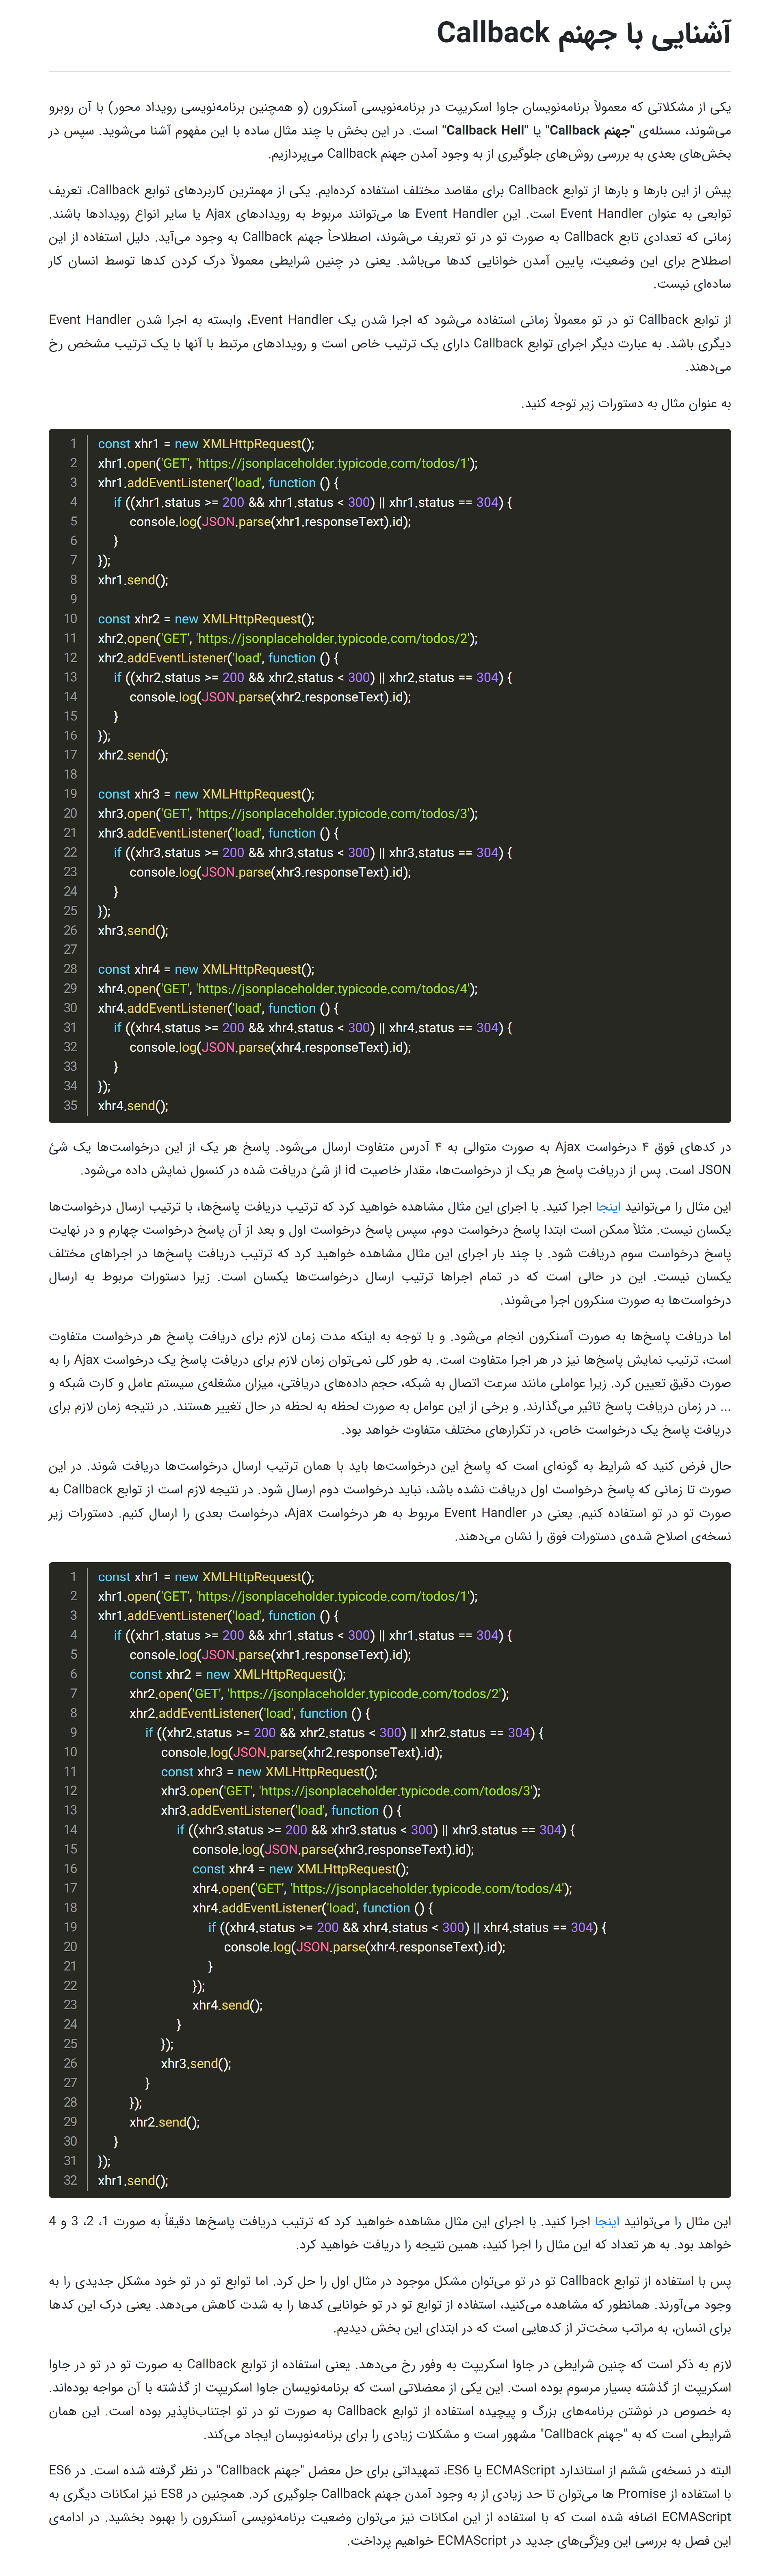 آشنایی با جهنم Callback
یکی از مشکلاتی که معمولاً برنامه‌نویسان جاوا اسکریپت در برنامه‌نویسی آسنکرون (و همچنین برنامه‌نویسی رویداد محور) با آن روبرو
می‌شوند، مسئله‌ی "جهنم Callback" یا "Callback Hell" است. در این بخش با چند مثال ساده با این مفهوم آشنا می‌شوید. سپس در
بخش‌های بعدی به بررسی روش‌های جلوگیری از به وجود آمدن جهنم Callback می‌پردازیم.
پیش از این بارها و بارها از توابع Callback برای مقاصد مختلف استفاده کرده‌ایم. یکی از مهمترین کاربردهای توابع Callback، تعریف
توابعی به عنوان Event Handler است. این Event Handler ها می‌توانند مربوط به رویدادهای Ajax یا سایر انواع رویدادها باشند.
زمانی که تعدادی تابع Callback به صورت تو در تو تعریف می‌شوند، اصطلاحاً جهنم Callback به وجود می‌آید. دلیل استفاده از این
اصطلاح برای این وضعیت، پایین آمدن خوانایی کدها می‌باشد. یعنی در چنین شرایطی معمولاً درک کردن کدها توسط انسان کار
ساده‌ای نیست.
از توابع Callback تو در تو معمولاً زمانی استفاده می‌شود که اجرا شدن یک Event Handler، وابسته به اجرا شدن Event Handler
دیگری باشد. به عبارت دیگر اجرای توابع Callback دارای یک ترتیب خاص است و رویدادهای مرتبط با آنها با یک ترتیب مشخص رخ
می‌دهند.
به عنوان مثال به دستورات زیر توجه کنید.
1 const xhr1 = new XMLHttpRequest();
2 xhr1.open('GET', 'https://jsonplaceholder.typicode.com/todos/1');
3 xhr1.addEventListener('load', function () {
4 if ((xhr1.status >= 200 && xhr1.status < 300) || xhr1.status == 304) {
5 console.log(JSON.parse(xhr1.responseText).id);
6 }
7 });
8 xhr1.send();
9
10 const xhr2 = new XMLHttpRequest();
11 xhr2.open('GET', 'https://jsonplaceholder.typicode.com/todos/2');
12 xhr2.addEventListener('load', function () {
13 if ((xhr2.status >= 200 && xhr2.status < 300) || xhr2.status == 304) {
14 console.log(JSON.parse(xhr2.responseText).id);
15 }
16 });
17 xhr2.send();
18
19 const xhr3 = new XMLHttpRequest();
20 xhr3.open('GET', 'https://jsonplaceholder.typicode.com/todos/3');
21 xhr3.addEventListener('load', function () {
22 if ((xhr3.status >= 200 && xhr3.status < 300) || xhr3.status == 304) {
23 console.log(JSON.parse(xhr3.responseText).id);
24 }
25 });
26 xhr3.send();
27
28 const xhr4 = new XMLHttpRequest();
29 xhr4.open('GET', 'https://jsonplaceholder.typicode.com/todos/4');
30 xhr4.addEventListener('load', function () {
31 if ((xhr4.status >= 200 && xhr4.status < 300) || xhr4.status == 304) {
32 console.log(JSON.parse(xhr4.responseText).id);
33 }
34 });
35 xhr4.send();
در کدهای فوق ۴ درخواست Ajax به صورت متوالی به ۴ آدرس متفاوت ارسال می‌شود. پاسخ هر یک از این درخواست‌ها یک شئ
JSON است. پس از دریافت پاسخ هر یک از درخواست‌ها، مقدار خاصیت id از شئ دریافت شده در کنسول نمایش داده می‌شود.
این مثال را می‌توانید اینجا اجرا کنید. با اجرای این مثال مشاهده خواهید کرد که ترتیب دریافت پاسخ‌ها، با ترتیب ارسال درخواست‌ها
یکسان نیست. مثلاً ممکن است ابتدا پاسخ درخواست دوم، سپس پاسخ درخواست اول و بعد از آن پاسخ درخواست چهارم و در نهایت
پاسخ درخواست سوم دریافت شود. با چند بار اجرای این مثال مشاهده خواهید کرد که ترتیب دریافت پاسخ‌ها در اجراهای مختلف
یکسان نیست. این در حالی است که در تمام اجراها ترتیب ارسال درخواست‌ها یکسان است. زیرا دستورات مربوط به ارسال
درخواست‌ها به صورت سنکرون اجرا می‌شوند.
اما دریافت پاسخ‌ها به صورت آسنکرون انجام می‌شود. و با توجه به اینکه مدت زمان لازم برای دریافت پاسخ هر درخواست متفاوت
است، ترتیب نمایش پاسخ‌ها نیز در هر اجرا متفاوت است. به طور کلی نمی‌توان زمان لازم برای دریافت پاسخ یک درخواست Ajax را به
صورت دقیق تعیین کرد. زیرا عواملی مانند سرعت اتصال به شبکه، حجم داده‌های دریافتی، میزان مشغله‌ی سیستم عامل و کارت شبکه و
... در زمان دریافت پاسخ تاثیر می‌گذارند. و برخی از این عوامل به صورت لحظه به لحظه در حال تغییر هستند. در نتیجه زمان لازم برای
دریافت پاسخ یک درخواست خاص، در تکرارهای مختلف متفاوت خواهد بود.
حال فرض کنید که شرایط به گونه‌ای است که پاسخ این درخواست‌ها باید با همان ترتیب ارسال درخواست‌ها دریافت شوند. در این
صورت تا زمانی که پاسخ درخواست اول دریافت نشده باشد، نباید درخواست دوم ارسال شود. در نتیجه لازم است از توابع Callback به
صورت تو در تو استفاده کنیم. یعنی در Event Handler مربوط به هر درخواست Ajax، درخواست بعدی را ارسال کنیم. دستورات زیر
نسخه‌ی اصلاح شده‌ی دستورات فوق را نشان می‌دهند.
1 const xhr1 = new XMLHttpRequest();
2 xhr1.open('GET', 'https://jsonplaceholder.typicode.com/todos/1');
3 xhr1.addEventListener('load', function () {
4 if ((xhr1.status >= 200 && xhr1.status < 300) || xhr1.status == 304) {
5 console.log(JSON.parse(xhr1.responseText).id);
6 const xhr2 = new XMLHttpRequest();
7 xhr2.open('GET', 'https://jsonplaceholder.typicode.com/todos/2');
8 xhr2.addEventListener('load', function () {
9 if ((xhr2.status >= 200 && xhr2.status < 300) || xhr2.status == 304) {
10 console.log(JSON.parse(xhr2.responseText).id);
11 const xhr3 = new XMLHttpRequest();
12 xhr3.open('GET', 'https://jsonplaceholder.typicode.com/todos/3');
13 xhr3.addEventListener('load', function () {
14 if ((xhr3.status >= 200 && xhr3.status < 300) || xhr3.status == 304) {
15 console.log(JSON.parse(xhr3.responseText).id);
16 const xhr4 = new XMLHttpRequest();
17 xhr4.open('GET', 'https://jsonplaceholder.typicode.com/todos/4');
18 xhr4.addEventListener('load', function () {
19 if ((xhr4.status >= 200 && xhr4.status < 300) || xhr4.status == 304) {
20 console.log(JSON.parse(xhr4.responseText).id);
21 }
22 });
23 xhr4.send();
24 }
25 });
26 xhr3.send();
27 }
28 });
29 xhr2.send();
30 }
31 });
32 xhr1.send();
این مثال را می‌توانید اینجا اجرا کنید. با اجرای این مثال مشاهده خواهید کرد که ترتیب دریافت پاسخ‌ها دقیقاً به صورت 1، 2، 3 و 4
خواهد بود. به هر تعداد که این مثال را اجرا کنید، همین نتیجه را دریافت خواهید کرد.
پس با استفاده از توابع Callback تو در تو می‌توان مشکل موجود در مثال اول را حل کرد. اما توابع تو در تو خود مشکل جدیدی را به
وجود می‌آورند. همانطور که مشاهده می‌کنید، استفاده از توابع تو در تو خوانایی کدها را به شدت کاهش می‌دهد. یعنی درک این کدها
برای انسان، به مراتب سخت‌تر از کدهایی است که در ابتدای این بخش دیدیم.
لازم به ذکر است که چنین شرایطی در جاوا اسکریپت به وفور رخ می‌دهد. یعنی استفاده از توابع Callback به صورت تو در تو در جاوا
اسکریپت از گذشته بسیار مرسوم بوده است. این یکی از معضلاتی است که برنامه‌نویسان جاوا اسکریپت از گذشته با آن مواجه بوده‌اند.
به خصوص در نوشتن برنامه‌های بزرگ و پیچیده استفاده از توابع Callback به صورت تو در تو اجتناب‌ناپذیر بوده است. این همان
شرایطی است که به "جهنم Callback" مشهور است و مشکلات زیادی را برای برنامه‌نویسان ایجاد می‌کند.
البته در نسخه‌ی ششم از استاندارد ECMAScript یا ES6، تمهیداتی برای حل معضل "جهنم Callback" در نظر گرفته شده است. در ES6
با استفاده از Promise ها می‌توان تا حد زیادی از به وجود آمدن جهنم Callback جلوگیری کرد. همچنین در ES8 نیز امکانات دیگری به
ECMAScript اضافه شده است که با استفاده از این امکانات نیز می‌توان وضعیت برنامه‌نویسی آسنکرون را بهبود بخشید. در ادامه‌ی
این فصل به بررسی این ویژگی‌های جدید در ECMAScript خواهیم پرداخت.